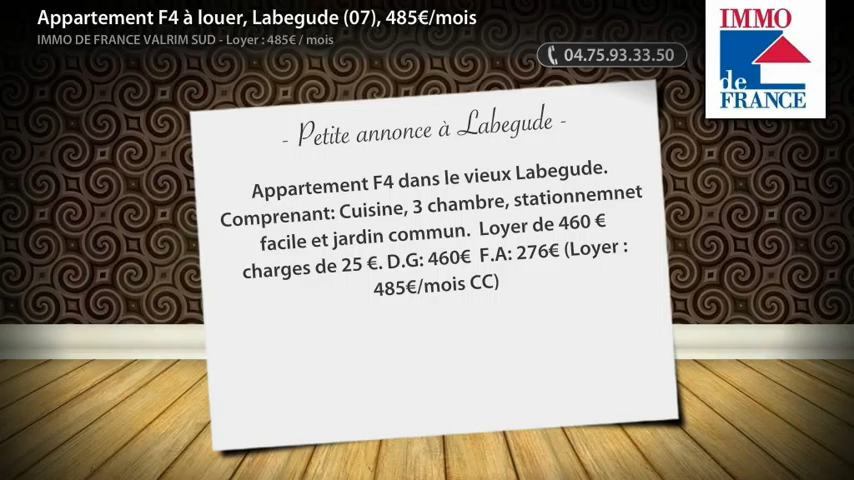 Appartement F4 à louer, Labegude (07), 485€/mois
IMMO DE FRANCE VALRIM SUD - Loyer : 485€ / mois
04.75.93.33.50
IMMO
de
FRANCE
- Petite annonce à Labegude -
Appartement F4 dans le vieux Labegude.
Comprenant: Cuisine, 3 chambre, stationnemnet
facile et jardin commun. Loyer de 460 €
charges de 25 €. D.G: 460€ F.A: 276€ (Loyer :
485€/mois CC)